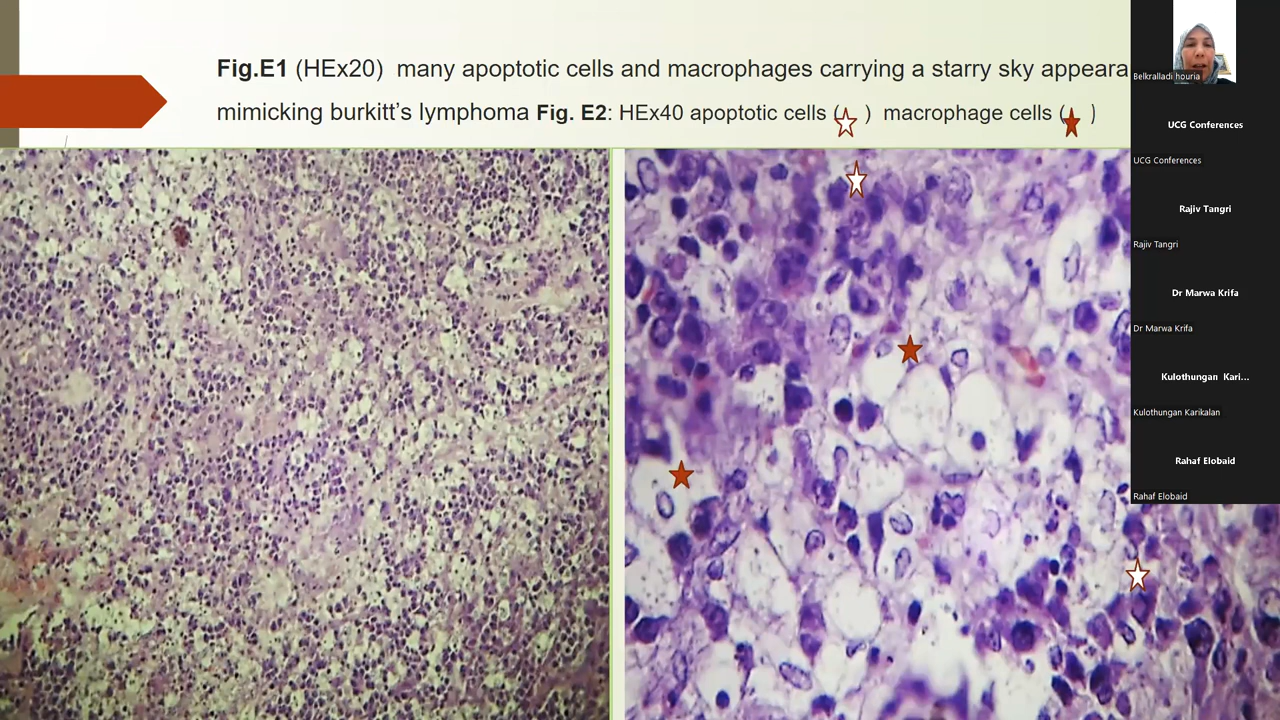 Fig.E1 (HEx20) many apoptotic cells and macrophages carrying a starry sky appeara
mimicking burkitt's lymphoma Fig. E2: HEx40 apoptotic cells ( ) macrophage cells ( )
Belkralladi houria
UCG Conferences
UCG Conferences
Rajiv Tangri
Rajiv Tangri
Dr Marwa Krifa
Dr Marwa Krifa
Kulothungan Kari...
Kulothungan Karikalan
Rahaf Elobaid
Rahaf Elobaid